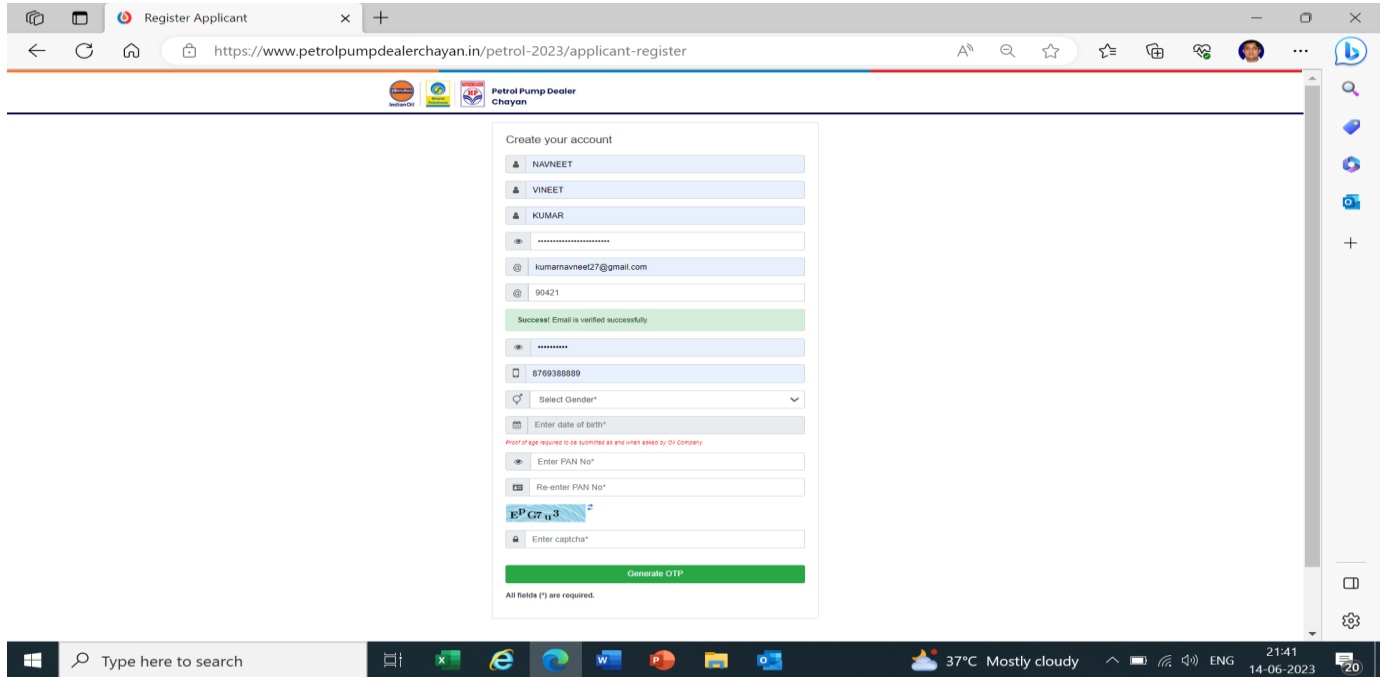 Register Applicant
https://www.petrolpumpdealerchayan.in/petrol-2023/applicant-register
IndianOil
HP
Petrol Pump Dealer
Chayan
Create your account
NAVNEET
VINEET
KUMAR
@ kumarnavneet27@gmail.com
@ 90421
Success! Email is verified successfully.
8769388889
Select Gender*
Enter date of birth*
Proof of age required to be submitted as and when asked by Oil Company.
Enter PAN No*
Re-enter PAN No*
EPG7u3
Enter captcha*
Generate OTP
All fields (*) are required.
Type here to search
37°C Mostly cloudy
ENG
21:41
14-06-2023
20